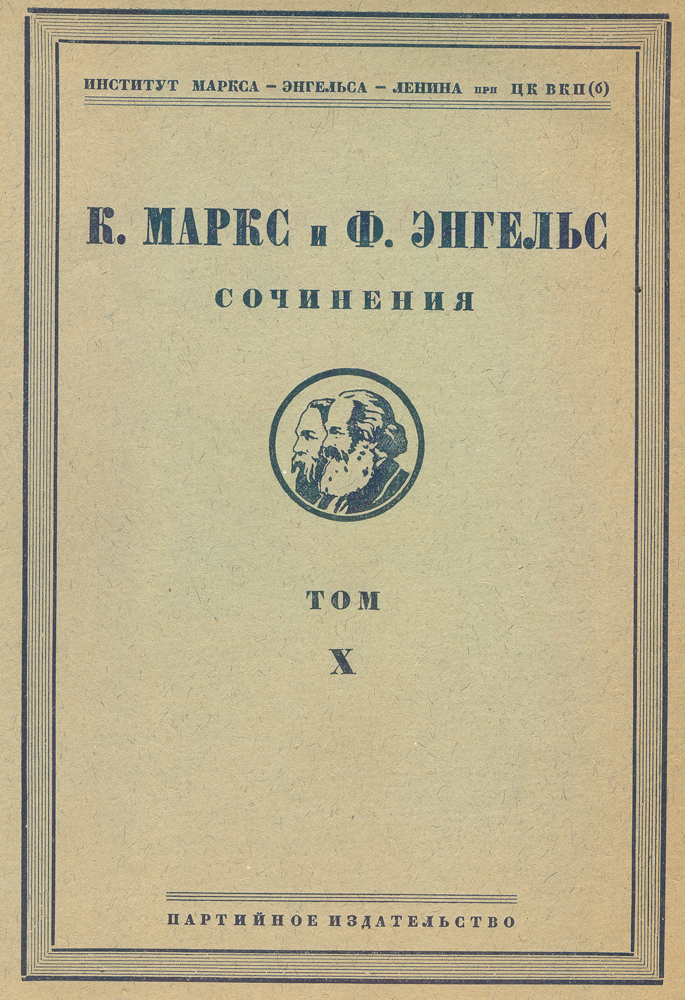 ИНСТИТУТ МАРКСА – ЭНГЕЛЬСА – ЛЕНИНА при ЦК ВКП(б)
К. МАРКС и Ф. ЭНГЕЛЬС
СОЧИНЕНИЯ
ТОМ
X
ПАРТИЙНОЕ ИЗДАТЕЛЬСТВО